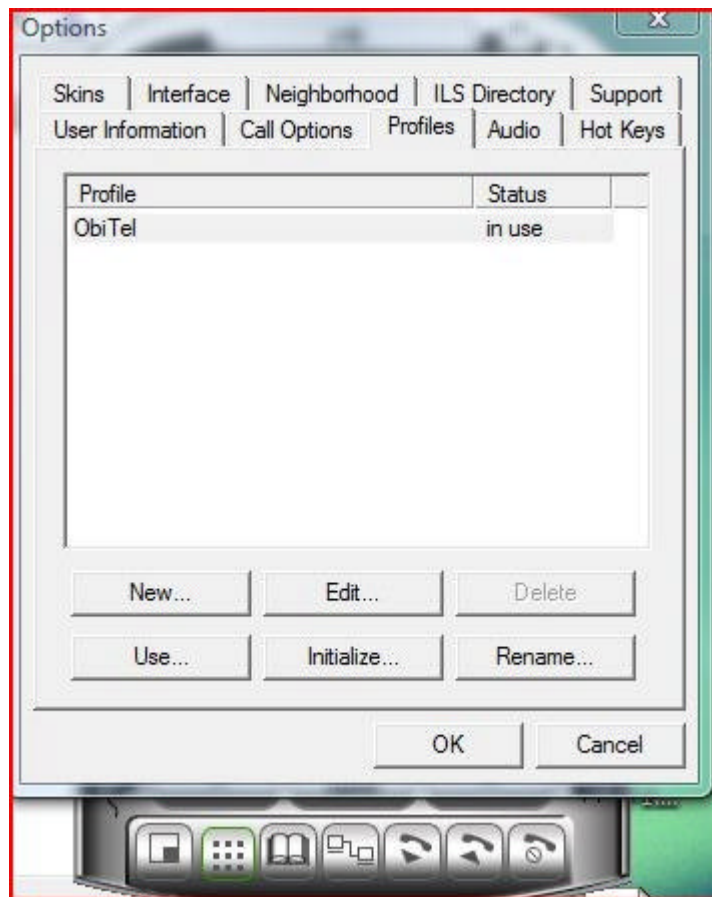 Options
Skins Interface Neighborhood ILS Directory Support
User Information Call Options Profiles Audio Hot Keys
Profile Status
ObiTel in use
New... Edit... Delete
Use... Initialize... Rename...
OK Cancel